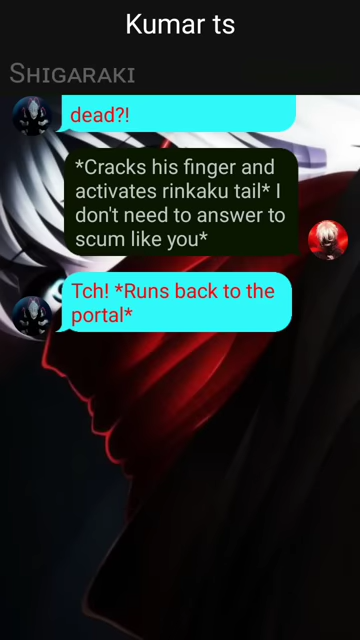 Kumar ts
Shigaraki
dead?!
*Cracks his finger and
activates rinkaku tail* I
don't need to answer to
scum like you*
Tch! *Runs back to the
portal*